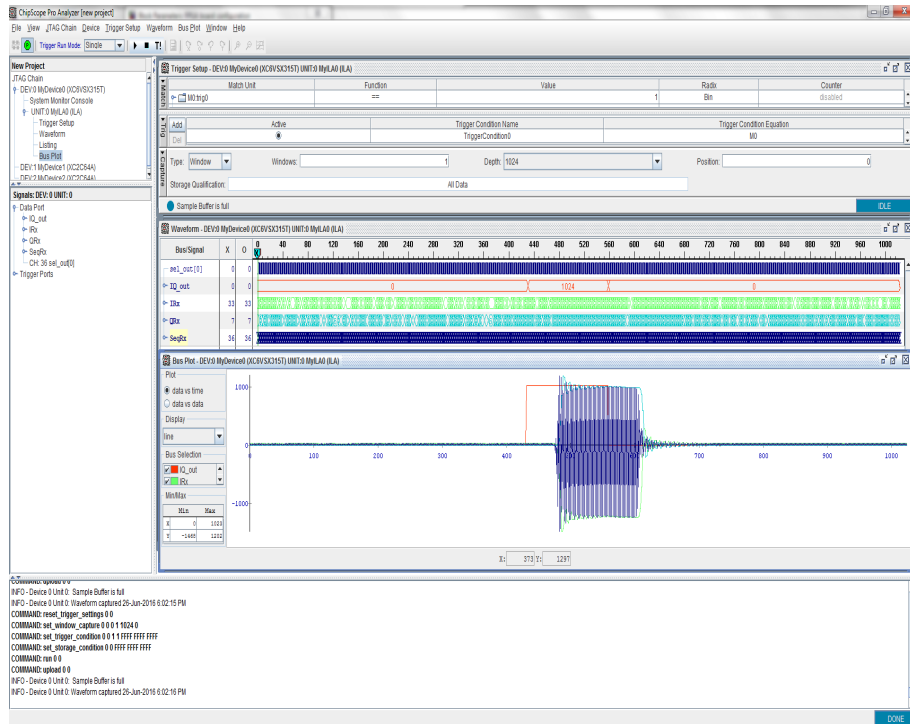 ChipScope Pro Analyzer [new project]
File View JTAG Chain Device Trigger Setup Waveform Bus Plot Window Help
Trigger Run Mode: Single T!
New Project
JTAG Chain
DEV:0 MyDevice0 (XC6VSX315T)
System Monitor Console
UNIT:0 MyILA0 (ILA)
Trigger Setup
Waveform
Listing
Bus Plot
DEV:1 MyDevice1 (XC2C64A)
DEV:2 MyDevice2 (XC2C64A)
Signals: DEV: 0 UNIT: 0
Data Port
IQ_out
IRx
QRx
SeqRx
CH: 36 sel_out[0]
Trigger Ports
Trigger Setup - DEV:0 MyDevice0 (XC6VSX315T) UNIT:0 MyILA0 (ILA)
Match
Match Unit Function Value Radix Counter
M0:trig0 == 1 Bin disabled
Trig
Add Active Trigger Condition Name Trigger Condition Equation
Del TriggerCondition0 M0
Capture
Type: Window Windows: 1 Depth: 1024 Position: 0
Storage Qualification: All Data
Sample Buffer is full IDLE
Waveform - DEV:0 MyDevice0 (XC6VSX315T) UNIT:0 MyILA0 (ILA)
Bus/Signal X O 0 40 80 120 160 200 240 280 320 360 400 440 480 520 560 600 640 680 720 760 800 840 880 920 960 1000
sel_out[0] 0 0
IQ_out 0 0 0 1024 0
IRx 33 33
QRx 7 7
SeqRx 36 36
Bus Plot - DEV:0 MyDevice0 (XC6VSX315T) UNIT:0 MyILA0 (ILA)
Plot
data vs time
data vs data
Display
line
Bus Selection
IQ_out
IRx
Min/Max
Min Max
X 0 1023
Y -1465 1202
1000
0
-1000
0 100 200 300 400 600 700 800 900 1000
X: 373 Y: 1297
COMMAND: upload 0 0
INFO - Device 0 Unit 0: Sample Buffer is full
INFO - Device 0 Unit 0: Waveform captured 26-Jun-2016 6:02:15 PM
COMMAND: reset_trigger_settings 0 0
COMMAND: set_window_capture 0 0 0 1 1024 0
COMMAND: set_trigger_condition 0 0 1 1 FFFF FFFF FFFF
COMMAND: set_storage_condition 0 0 FFFF FFFF FFFF
COMMAND: run 0 0
COMMAND: upload 0 0
INFO - Device 0 Unit 0: Sample Buffer is full
INFO - Device 0 Unit 0: Waveform captured 26-Jun-2016 6:02:16 PM
DONE